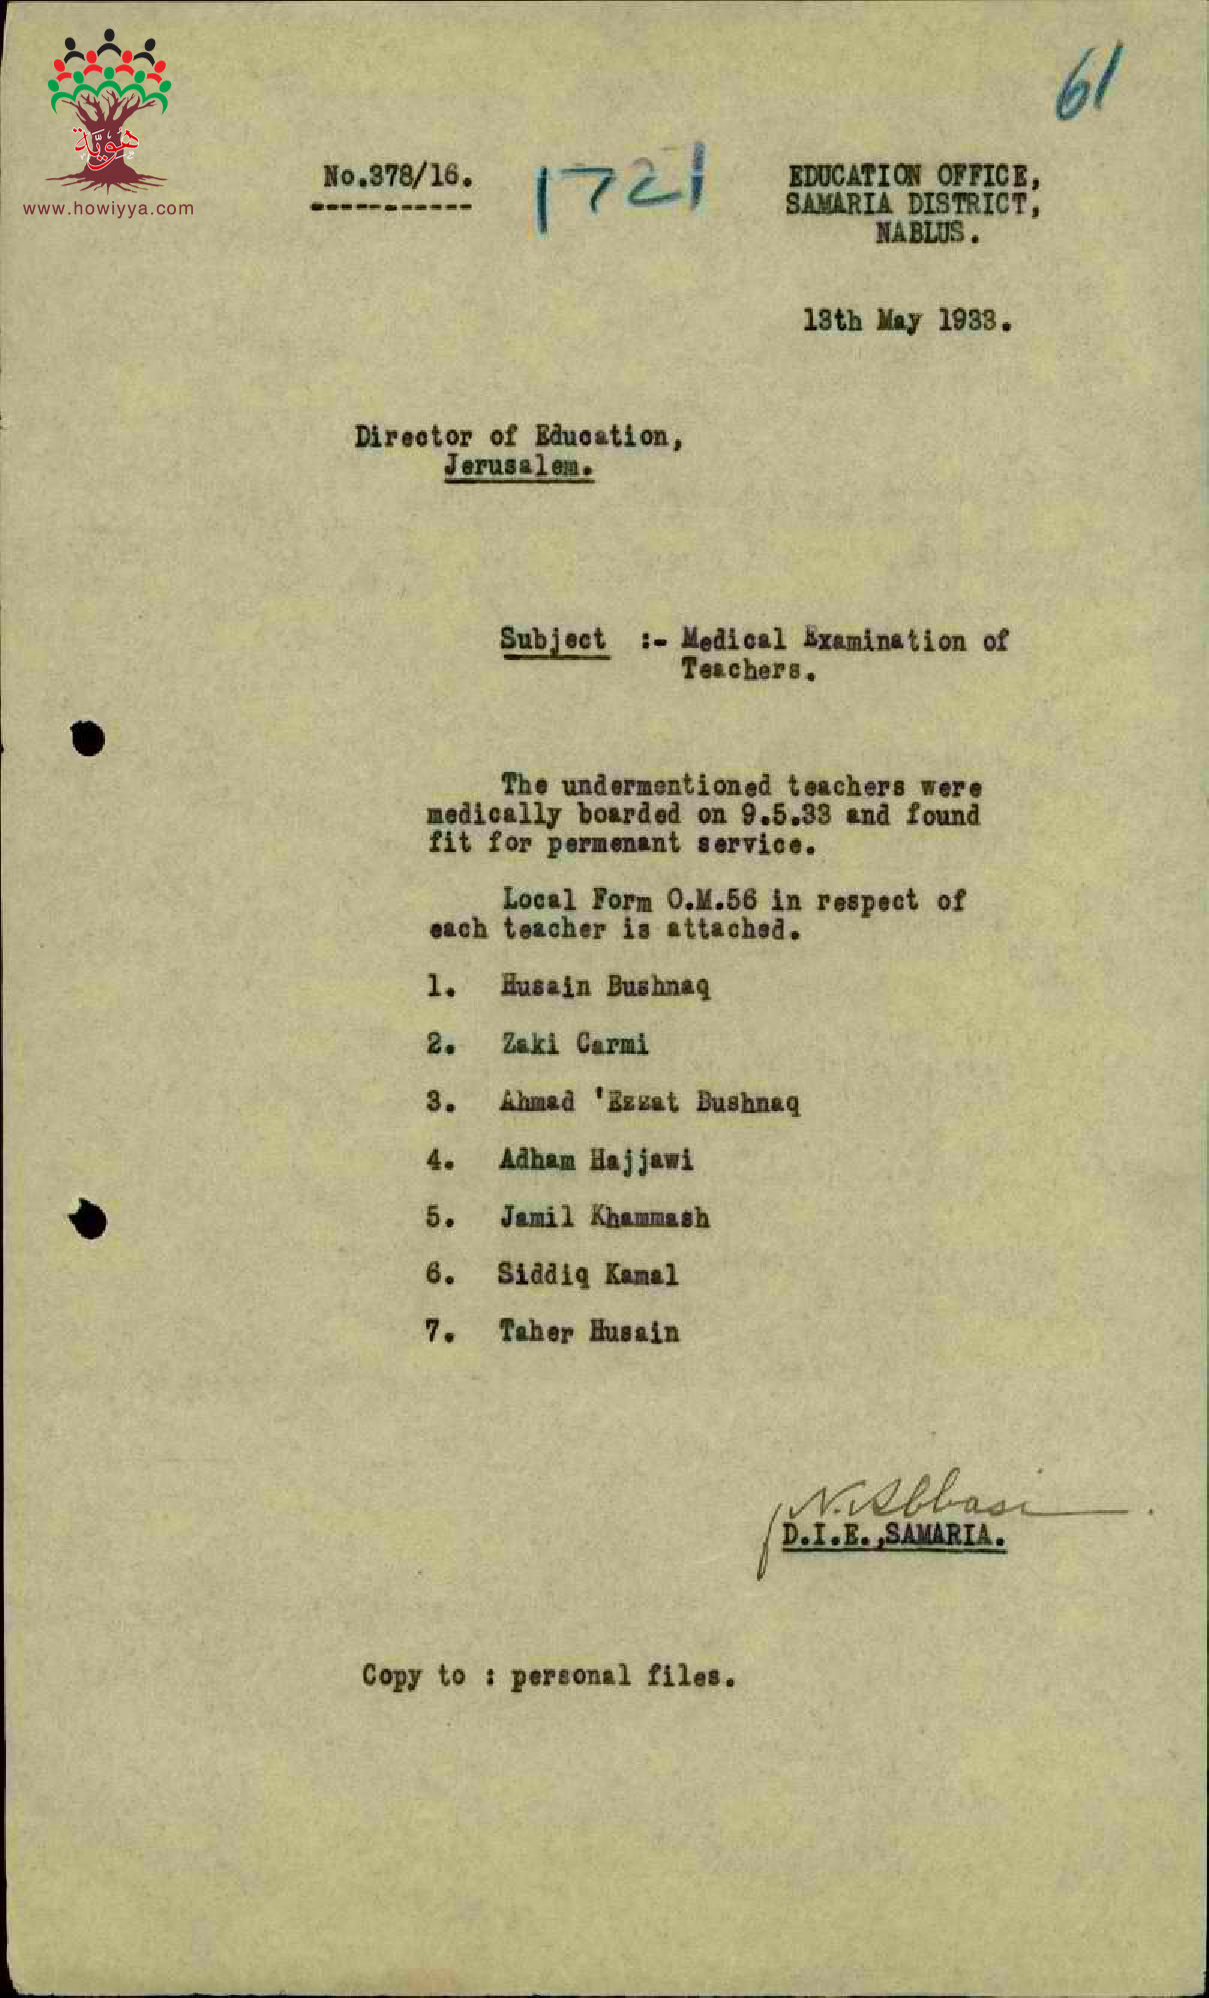 61
هُوِيَّة
www.howiyya.com
No.378/16.
1721
EDUCATION OFFICE,
SAMARIA DISTRICT,
NABLUS.
13th May 1933.
Director of Education,
Jerusalem.
Subject :- Medical Examination of
Teachers.
The undermentioned teachers were
medically boarded on 9.5.33 and found
fit for permenant service.
Local Form O.M.56 in respect of
each teacher is attached.
1. Husain Bushnaq
2. Zaki Carmi
3. Ahmad 'Ezzat Bushnaq
4. Adham Hajjawi
5. Jamil Khammash
6. Siddiq Kamal
7. Taher Husain
N. Abbasi
D.I.E.,SAMARIA.
Copy to : personal files.